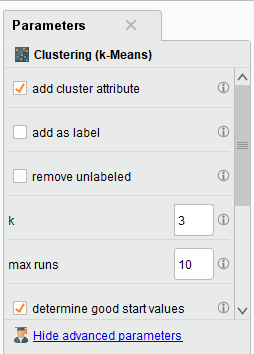 Parameters
Clustering (k-Means)
add cluster attribute
add as label
remove unlabeled
k 3
max runs 10
determine good start values
Hide advanced parameters